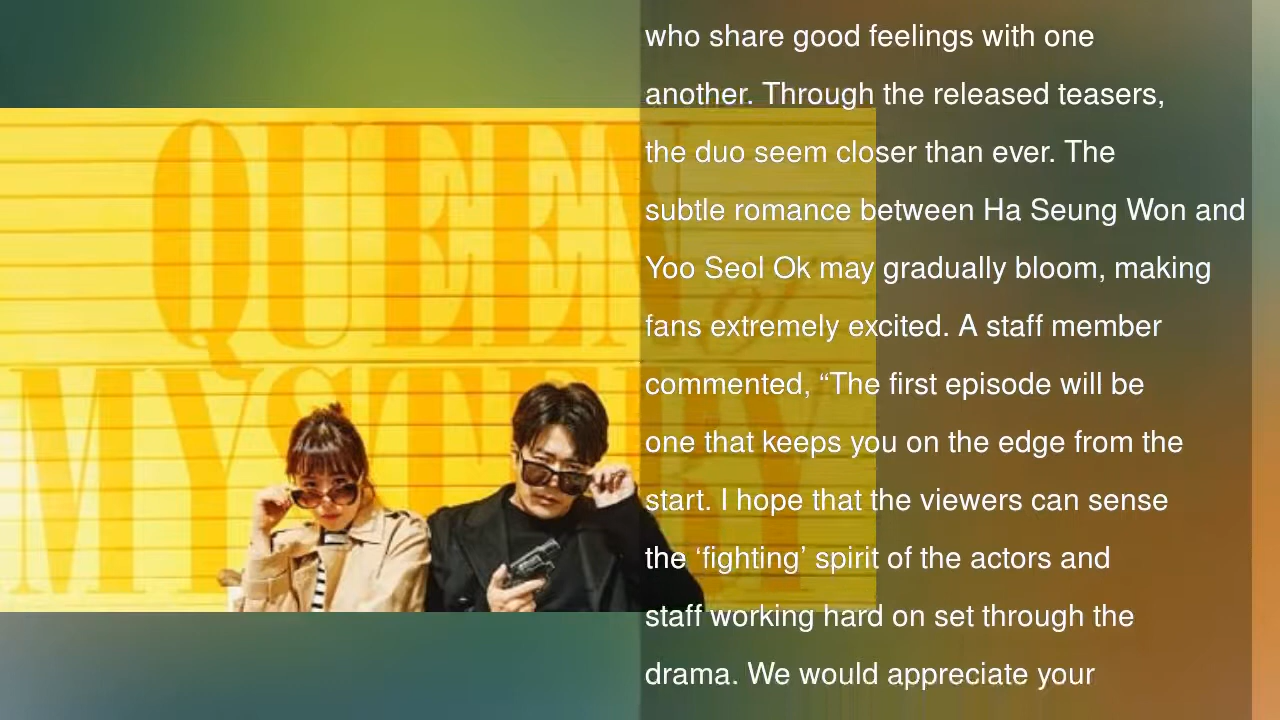 QUEEN
of
MYSTERY
who share good feelings with one
another. Through the released teasers,
the duo seem closer than ever. The
subtle romance between Ha Seung Won and
Yoo Seol Ok may gradually bloom, making
fans extremely excited. A staff member
commented, “The first episode will be
one that keeps you on the edge from the
start. I hope that the viewers can sense
the ‘fighting’ spirit of the actors and
staff working hard on set through the
drama. We would appreciate your